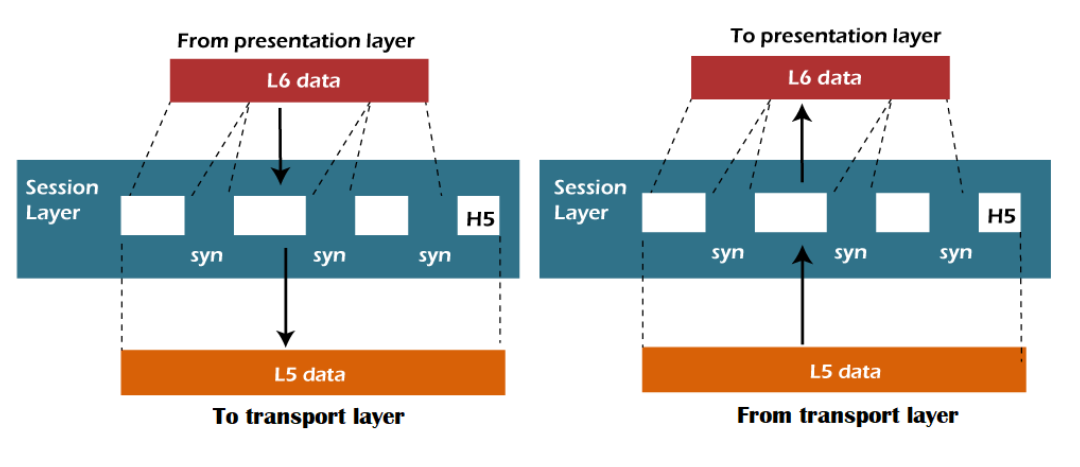 From presentation layer
L6 data
Session
Layer
H5
syn
syn
syn
L5 data
To transport layer
To presentation layer
L6 data
Session
Layer
H5
syn
syn
syn
L5 data
From transport layer